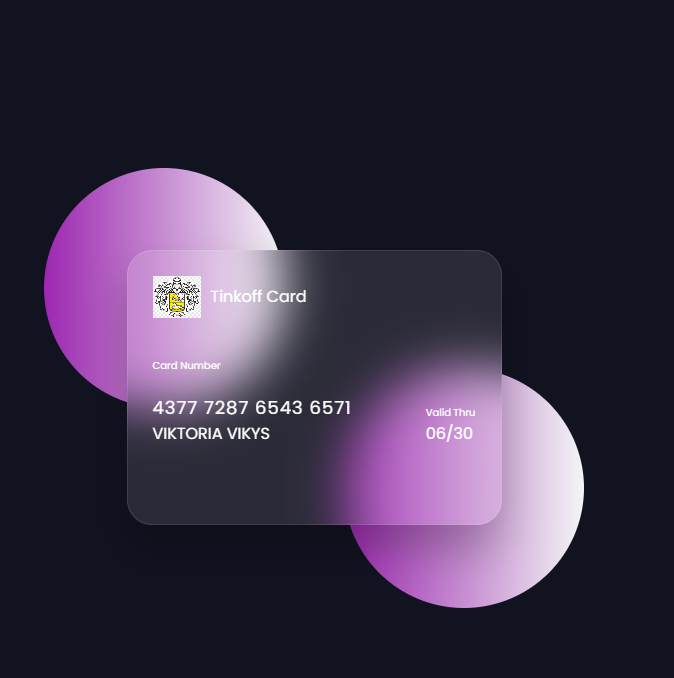 Tinkoff Card
Card Number
4377 7287 6543 6571
VIKTORIA VIKYS
Valid Thru
06/30